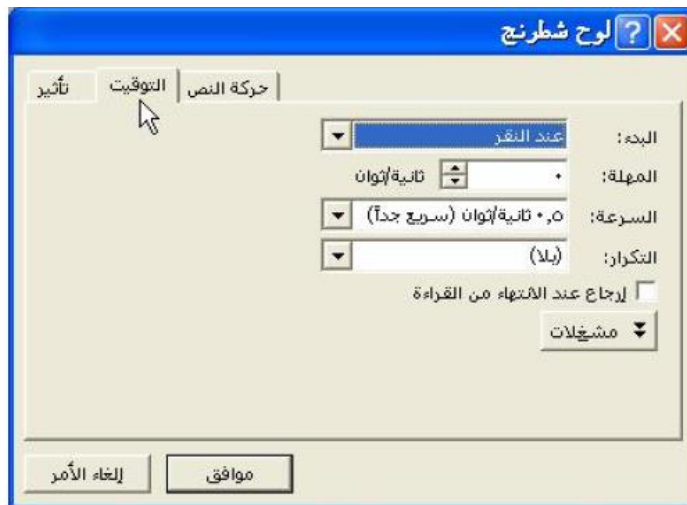 لوح شطرنج
تأثير التوقيت حركة النص
البدء: عند النقر
المهلة: ٠ ثانية/ثوان
السرعة: ٠,٥ ثانية/ثوان (سريع جداً)
التكرار: (بلا)
إرجاع عند الانتهاء من القراءة
مشغلات
موافق إلغاء الأمر